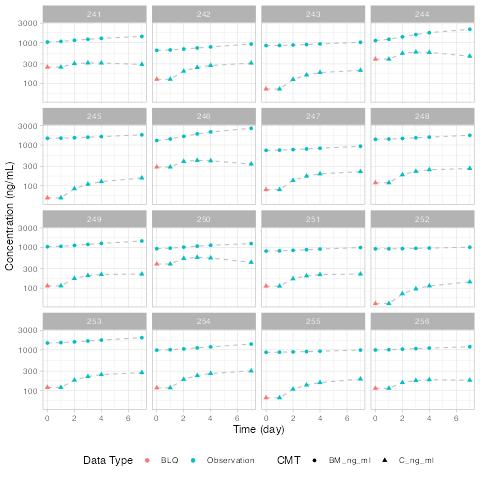 241 242 243 244
3000
1000
300
100
245 246 247 248
3000
1000
300
100
249 250 251 252
3000
1000
300
100
253 254 255 256
3000
1000
300
100
0 2 4 6 0 2 4 6 0 2 4 6 0 2 4 6
Concentration (ng/mL)
Time (day)
Data Type BLQ Observation CMT BM_ng_ml C_ng_ml